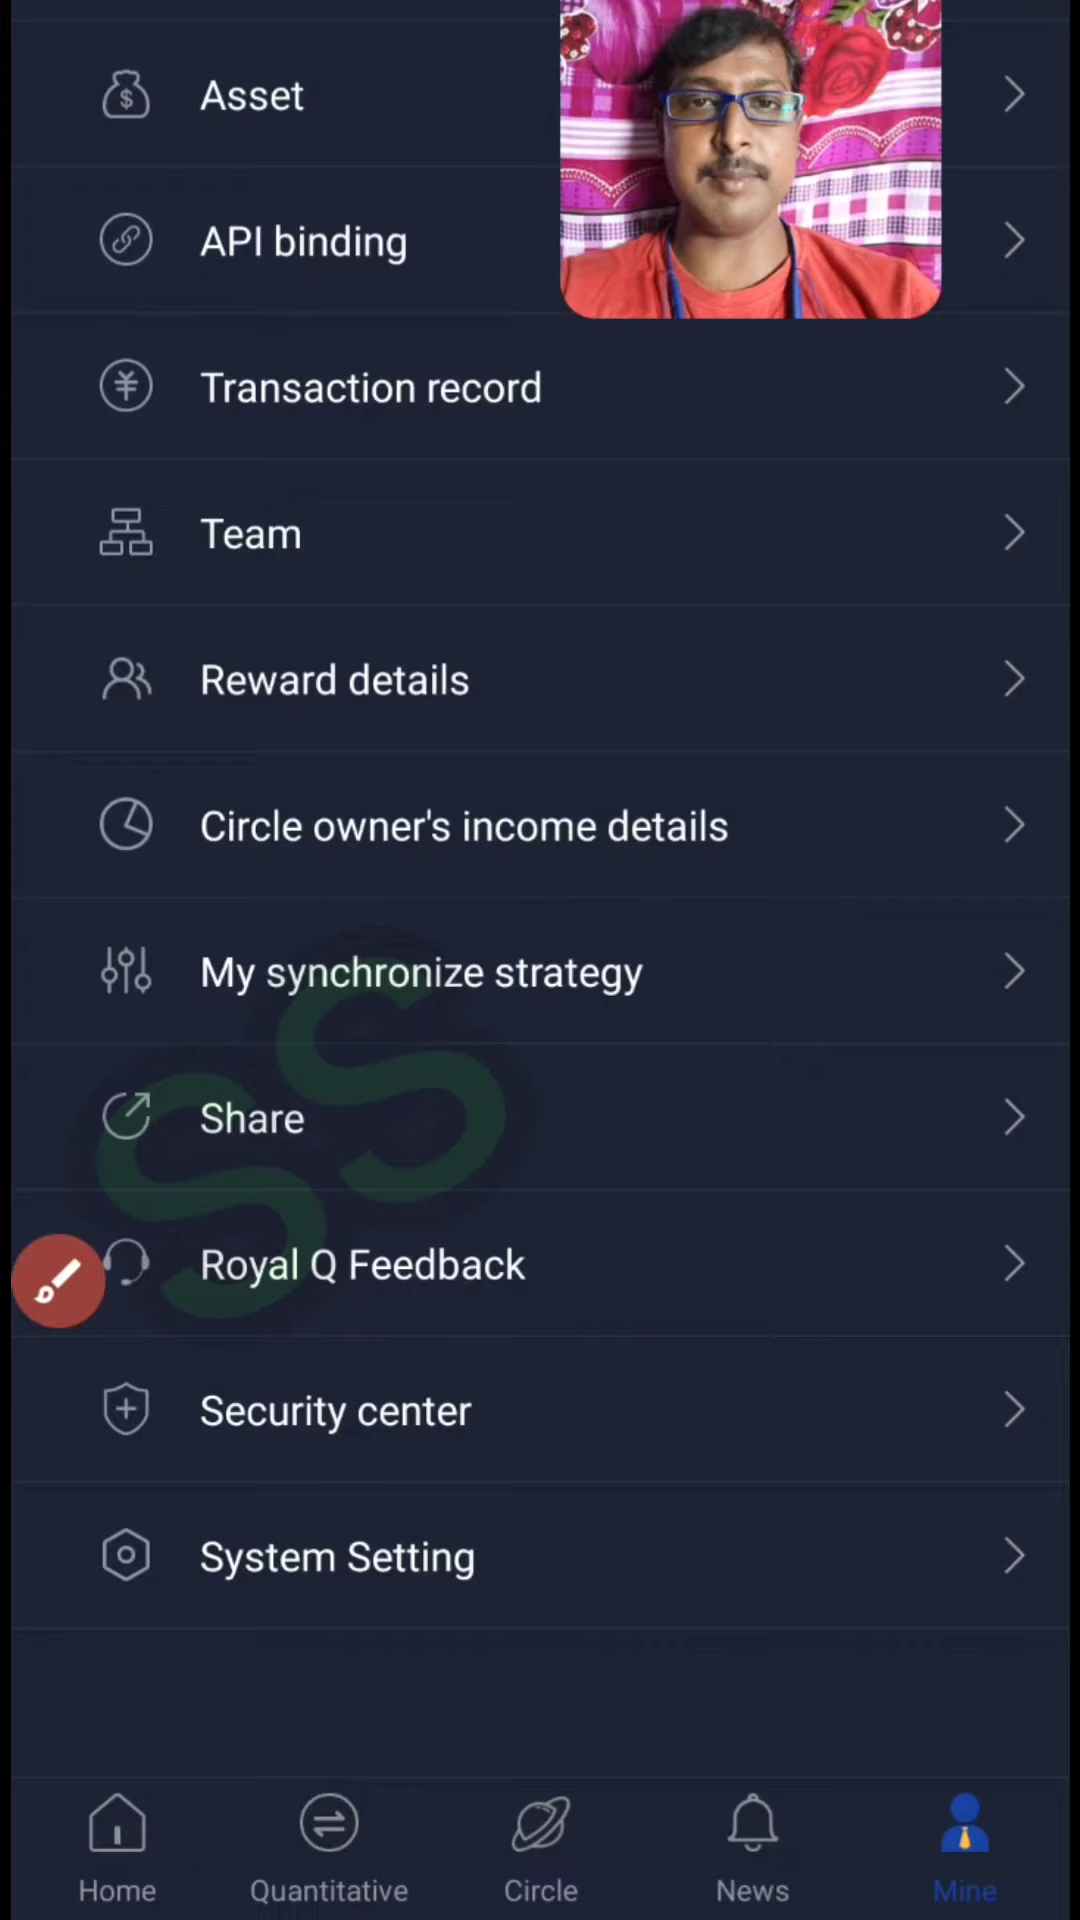 Asset
API binding
Transaction record
Team
Reward details
Circle owner's income details
My synchronize strategy
Share
SS
Royal Q Feedback
Security center
System Setting
Home
Quantitative
Circle
News
Mine